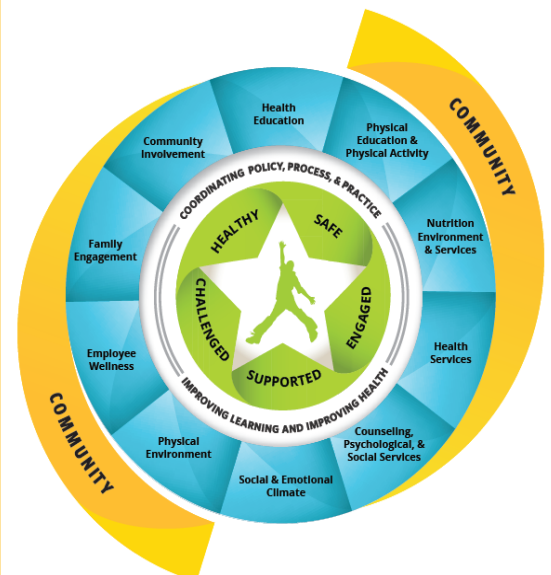 COMMUNITY
Health
Education
Physical
Education &
Physical Activity
Nutrition
Environment
& Services
Health
Services
Counseling,
Psychological, &
Social Services
Social & Emotional
Climate
Physical
Environment
Employee
Wellness
Family
Engagement
Community
Involvement
COORDINATING POLICY, PROCESS, & PRACTICE
IMPROVING LEARNING AND IMPROVING HEALTH
HEALTHY
SAFE
ENGAGED
SUPPORTED
CHALLENGED
COMMUNITY